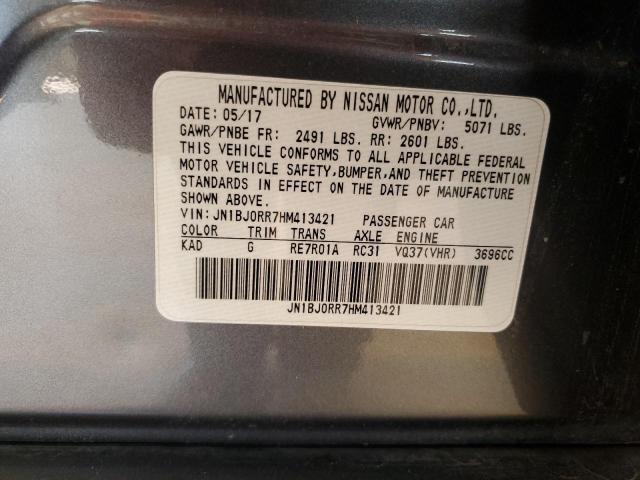 MANUFACTURED BY NISSAN MOTOR CO.,LTD.
DATE: 05/17 GVWR/PNBV: 5071 LBS.
GAWR/PNBE FR: 2491 LBS. RR: 2601 LBS.
THIS VEHICLE CONFORMS TO ALL APPLICABLE FEDERAL
MOTOR VEHICLE SAFETY,BUMPER,AND THEFT PREVENTION
STANDARDS IN EFFECT ON THE DATE OF MANUFACTURE
SHOWN ABOVE.
VIN:JN1BJ0RR7HM413421 PASSENGER CAR
COLOR TRIM TRANS AXLE ENGINE
KAD G RE7R01A RC31 VQ37(VHR) 3696CC
JN1BJ0RR7HM413421